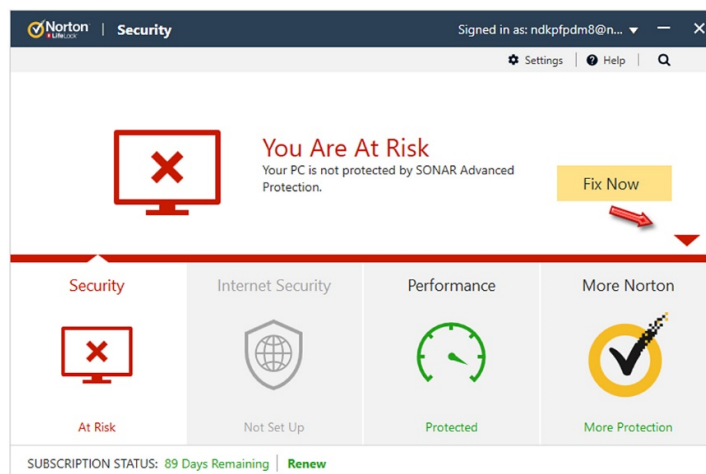 Norton | Security
LifeLock
Signed in as: ndkpfpdm8@n...
Settings | Help |
You Are At Risk
Your PC is not protected by SONAR Advanced
Protection.
Fix Now
Security
Internet Security
Performance
More Norton
At Risk
Not Set Up
Protected
More Protection
SUBSCRIPTION STATUS: 89 Days Remaining | Renew